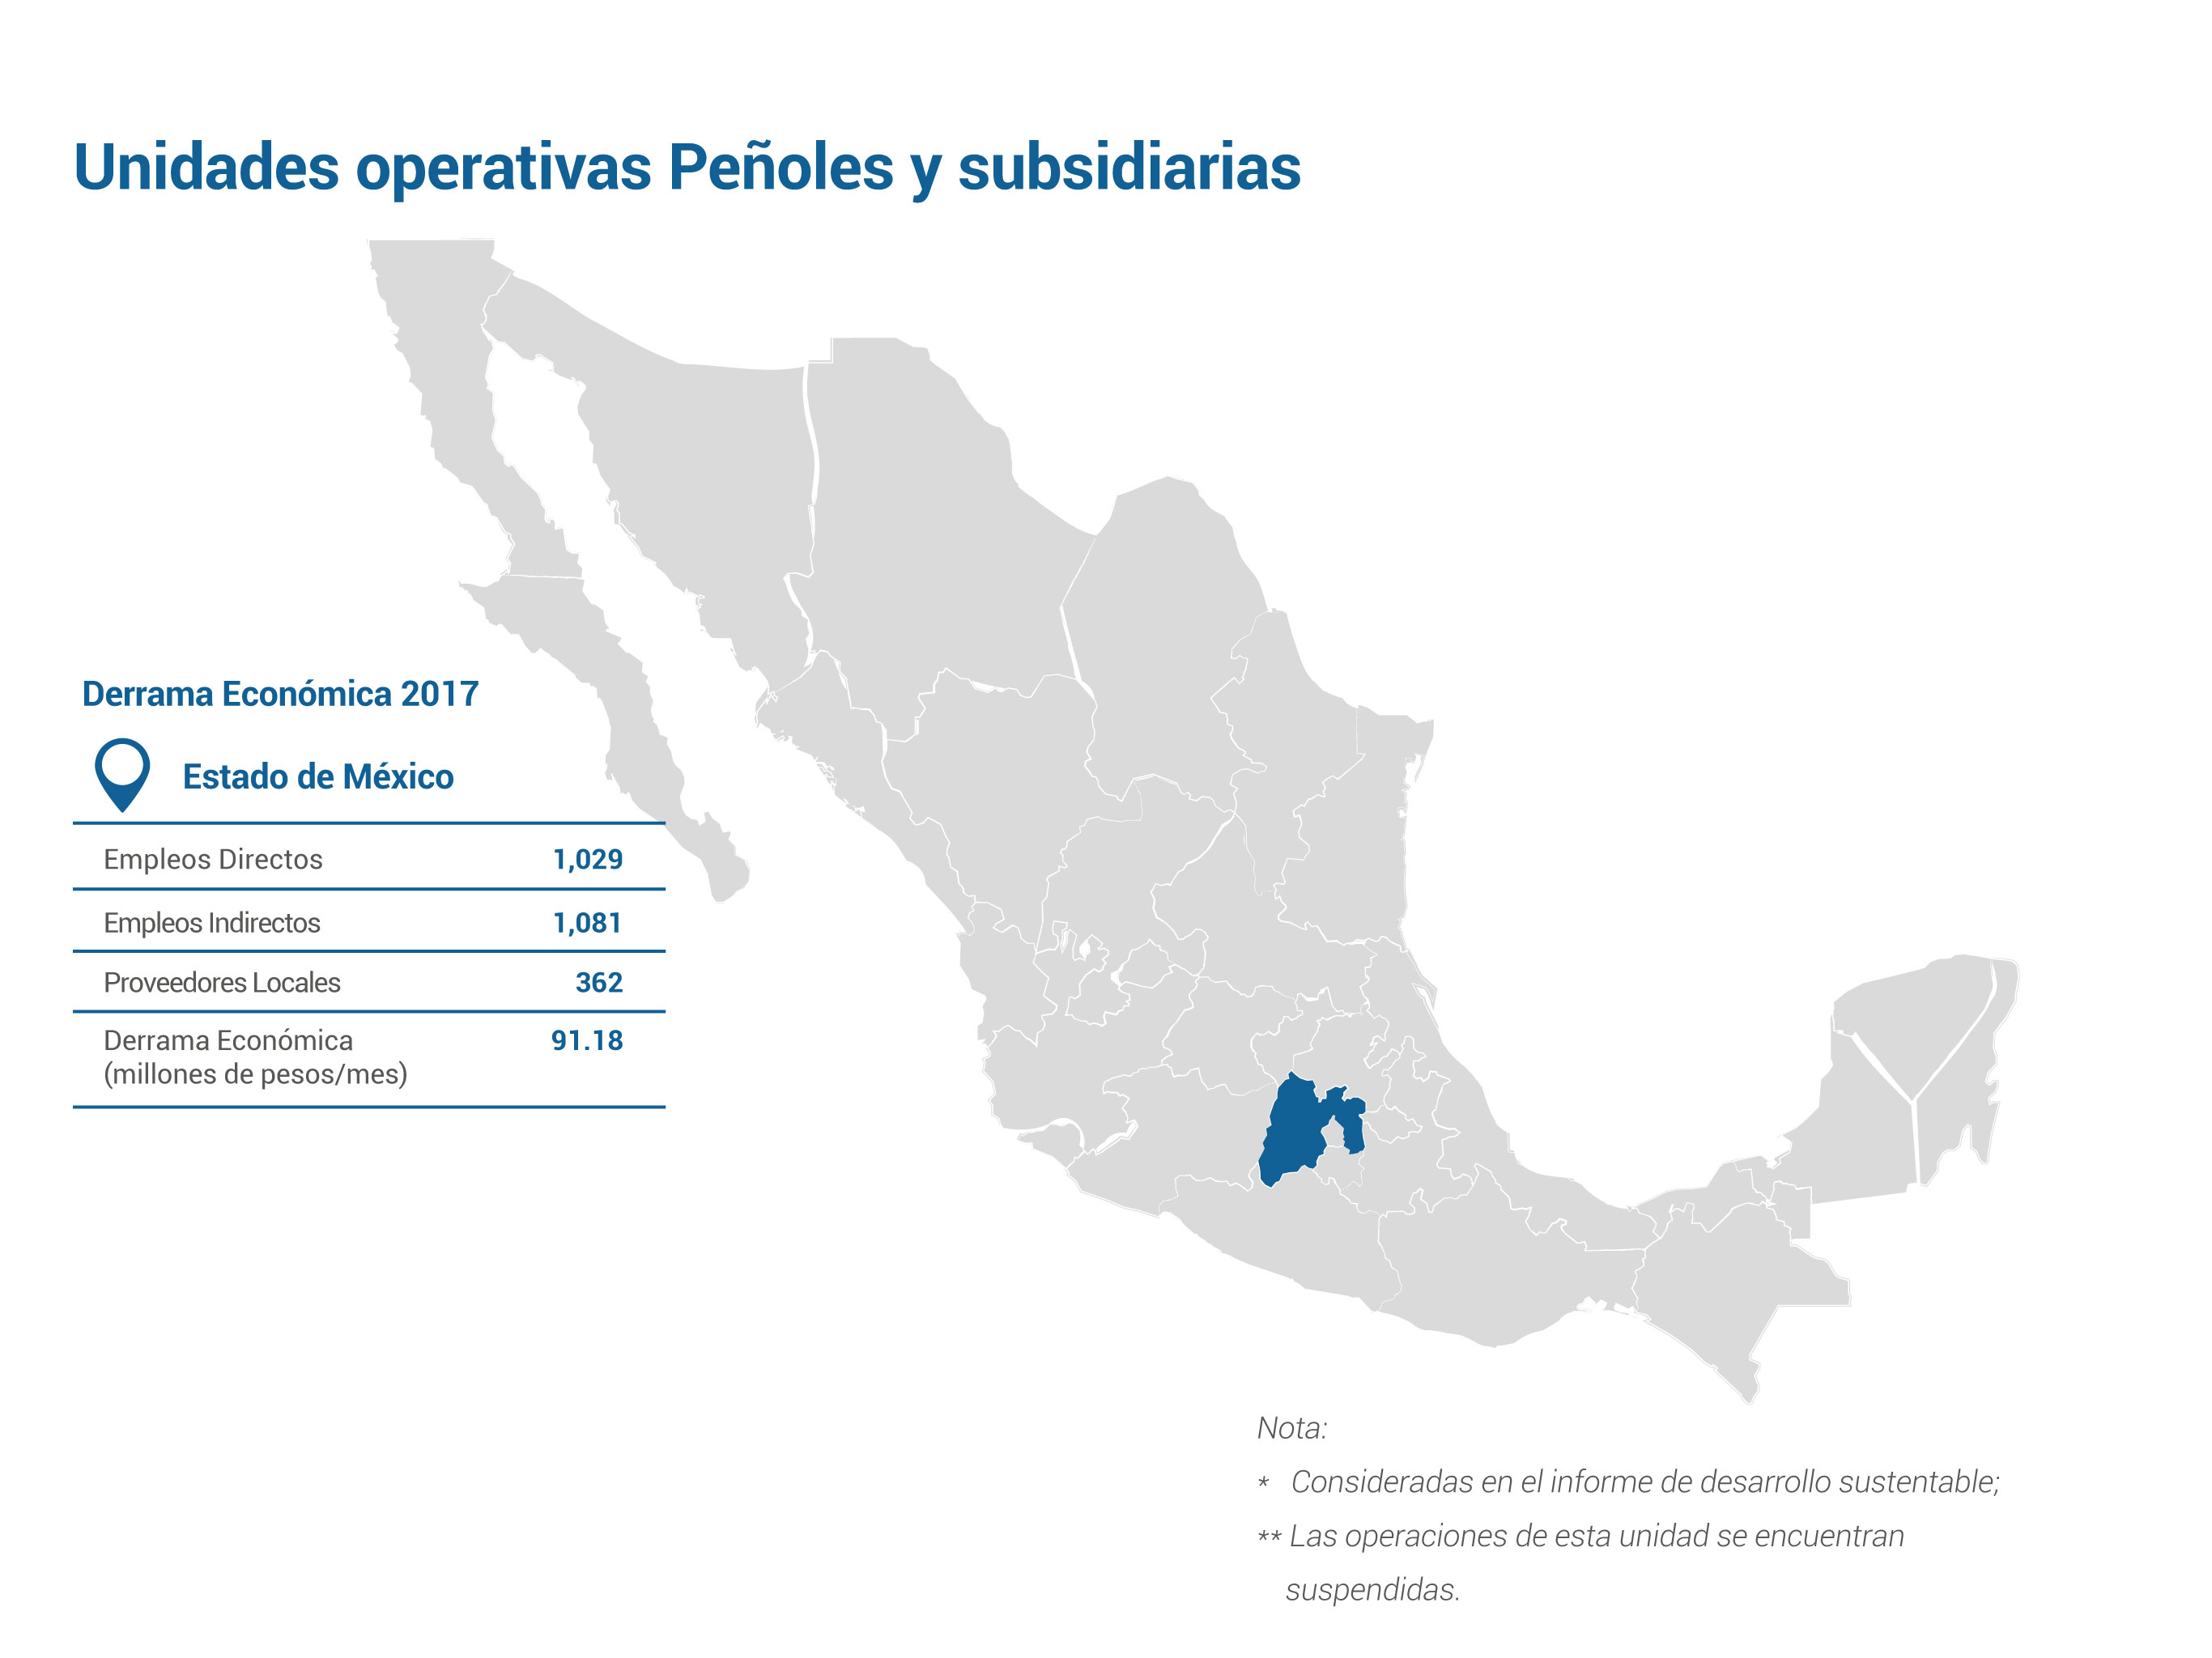 Unidades operativas Peñoles y subsidiarias
Derrama Económica 2017
Estado de México
Empleos Directos 1,029
Empleos Indirectos 1,081
Proveedores Locales 362
Derrama Económica 91.18
(millones de pesos/mes)
Nota:
* Consideradas en el informe de desarrollo sustentable;
** Las operaciones de esta unidad se encuentran
suspendidas.